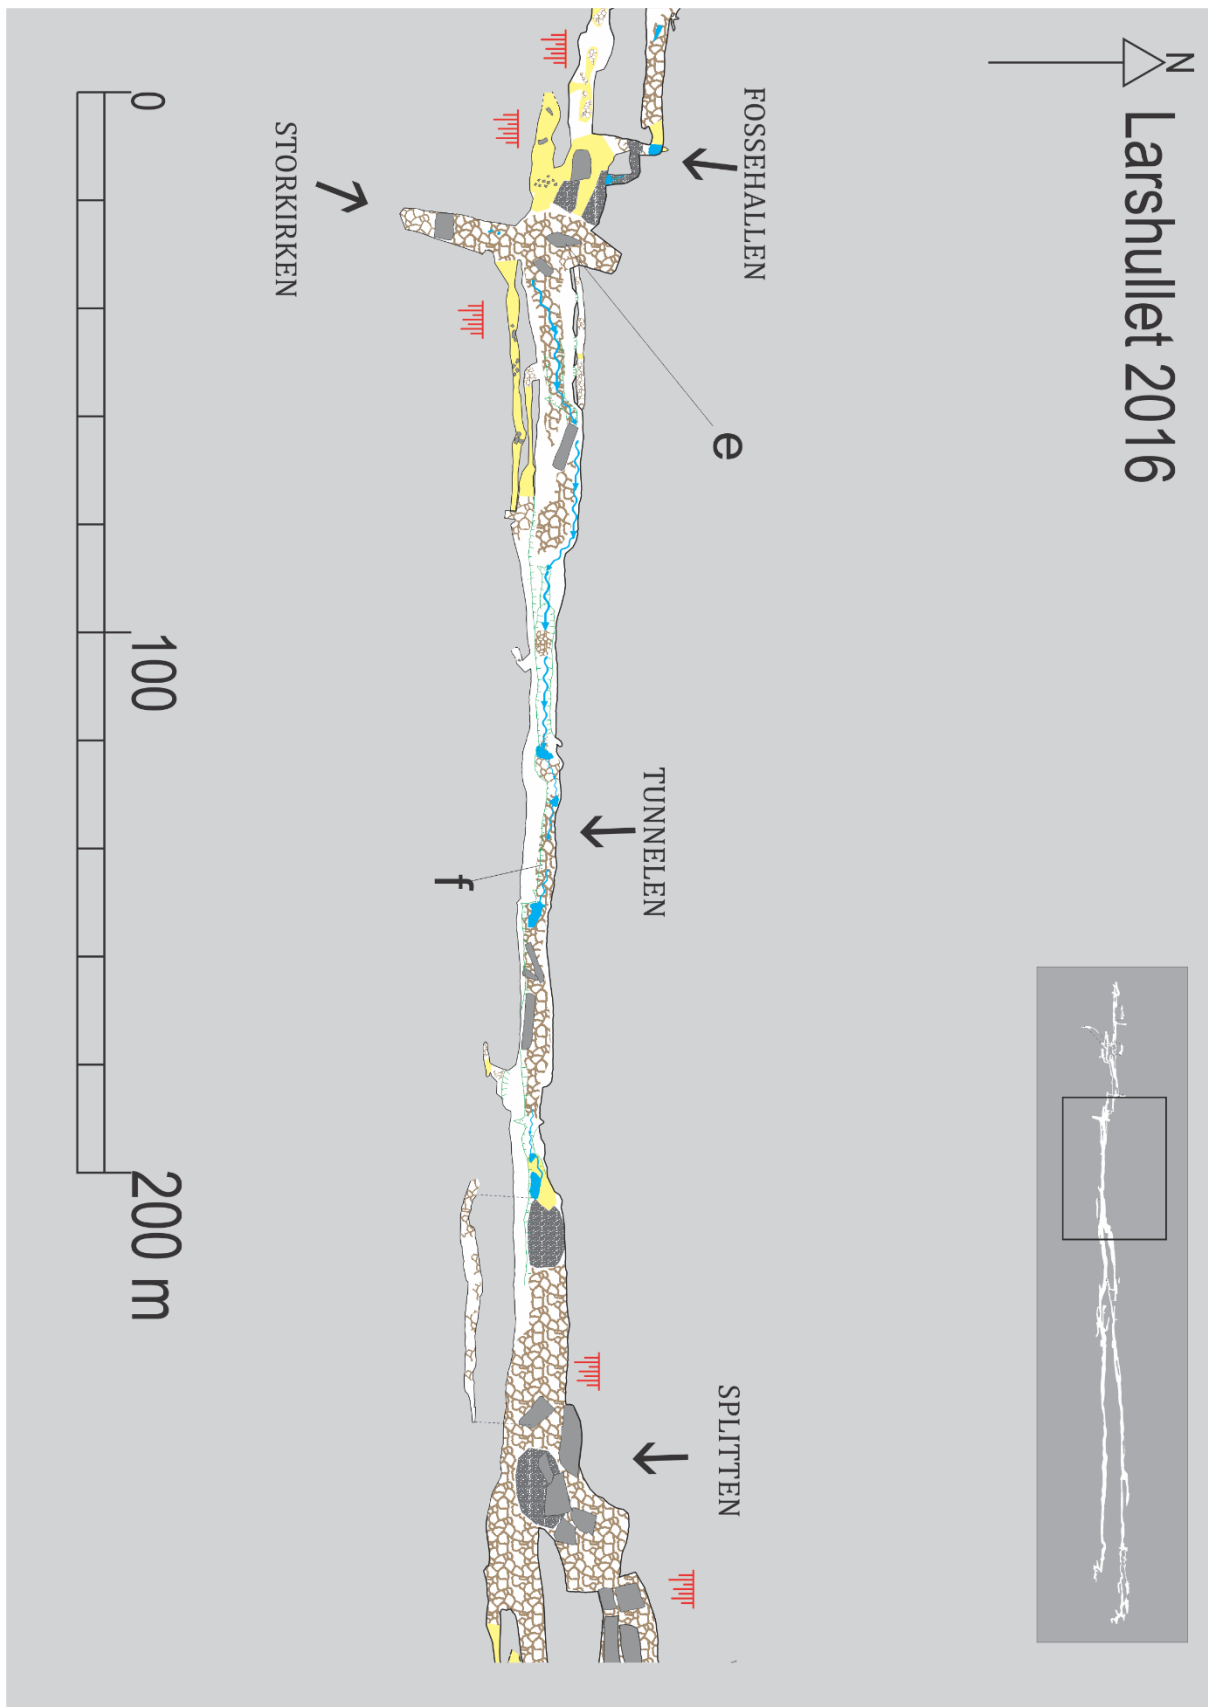 N
Larshullet 2016
FOSSEHALLEN
STORKIRKEN
e
TUNNELEN
f
SPLITTEN
0
100
200 m